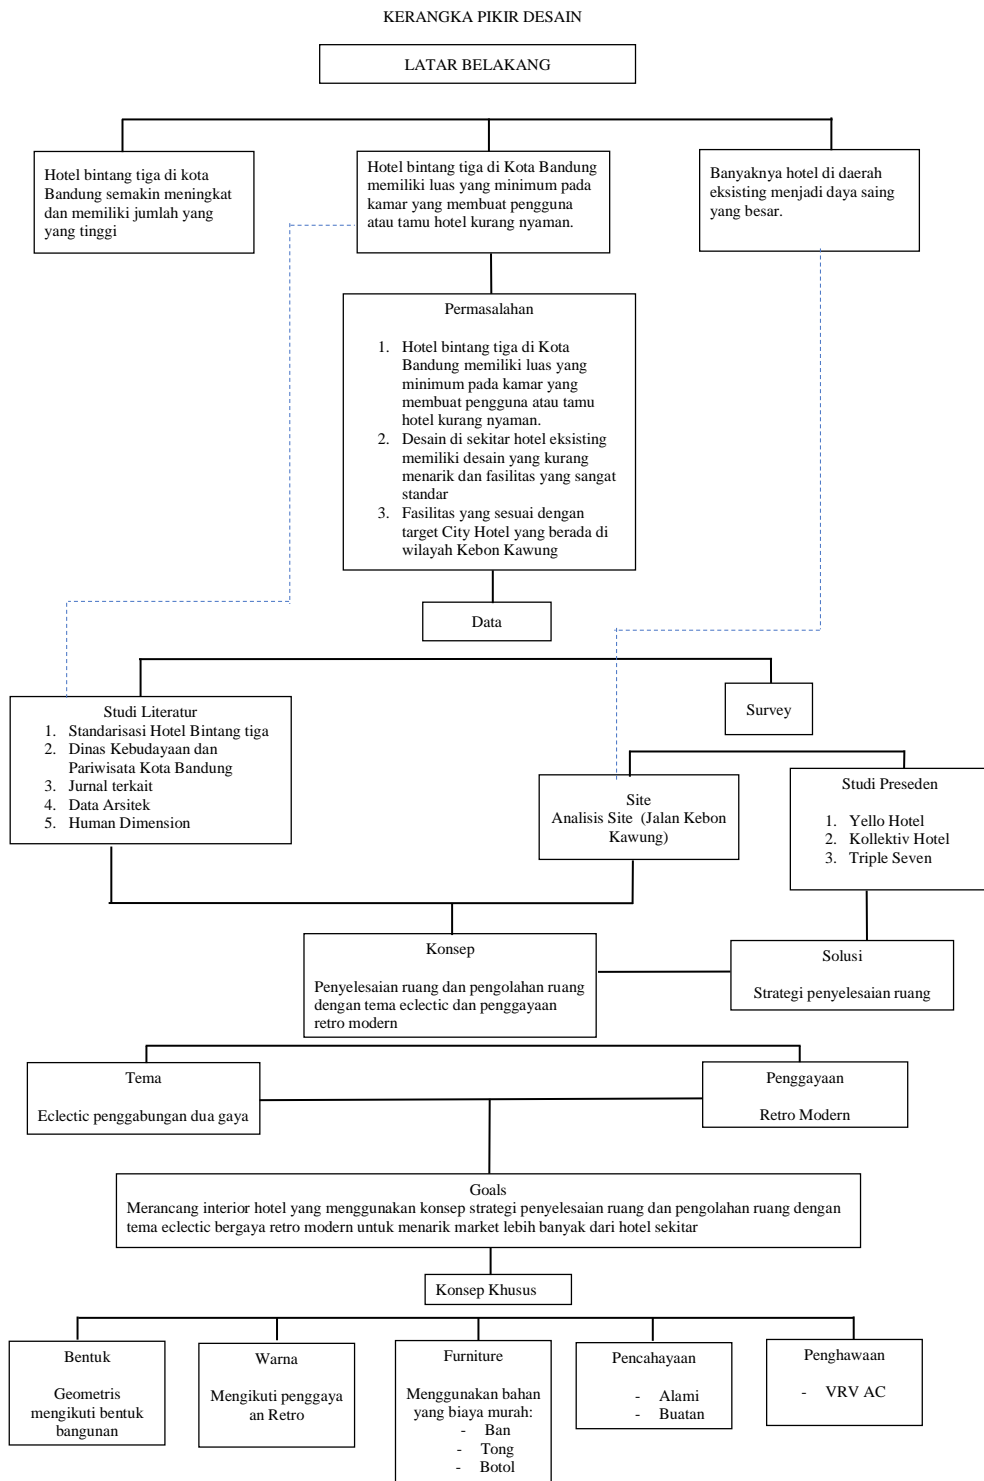 KERANGKA PIKIR DESAIN
LATAR BELAKANG
Hotel bintang tiga di kota
Bandung semakin meningkat
dan memiliki jumlah yang
yang tinggi
Hotel bintang tiga di Kota Bandung
memiliki luas yang minimum pada
kamar yang membuat pengguna
atau tamu hotel kurang nyaman.
Banyaknya hotel di daerah
eksisting menjadi daya saing
yang besar.
Permasalahan
1. Hotel bintang tiga di Kota
Bandung memiliki luas yang
minimum pada kamar yang
membuat pengguna atau tamu
hotel kurang nyaman.
2. Desain di sekitar hotel eksisting
memiliki desain yang kurang
menarik dan fasilitas yang sangat
standar
3. Fasilitas yang sesuai dengan
target City Hotel yang berada di
wilayah Kebon Kawung
Data
Studi Literatur
1. Standarisasi Hotel Bintang tiga
2. Dinas Kebudayaan dan
Pariwisata Kota Bandung
3. Jurnal terkait
4. Data Arsitek
5. Human Dimension
Survey
Site
Analisis Site (Jalan Kebon
Kawung)
Studi Preseden
1. Yello Hotel
2. Kollektiv Hotel
3. Triple Seven
Konsep
Penyelesaian ruang dan pengolahan ruang
dengan tema eclectic dan penggayaan
retro modern
Solusi
Strategi penyelesaian ruang
Tema
Eclectic penggabungan dua gaya
Penggayaan
Retro Modern
Goals
Merancang interior hotel yang menggunakan konsep strategi penyelesaian ruang dan pengolahan ruang dengan
tema eclectic bergaya retro modern untuk menarik market lebih banyak dari hotel sekitar
Konsep Khusus
Bentuk
Geometris
mengikuti bentuk
bangunan
Warna
Mengikuti penggaya
an Retro
Furniture
Menggunakan bahan
yang biaya murah:
- Ban
- Tong
- Botol
Pencahayaan
- Alami
- Buatan
Penghawaan
- VRV AC